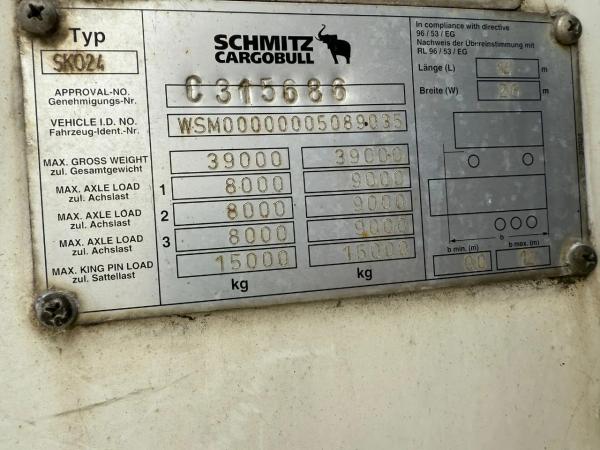 Typ
SKO24
SCHMITZ
CARGOBULL
In compliance with directive
96 / 53 / EG
Nachweis der Übereinstimmung mit
RL 96 / 53 / EG
Länge (L) m
Breite (W) m
APPROVAL-NO.
Genehmigungs-Nr.
C315686
VEHICLE I.D. NO.
Fahrzeug-Ident.-Nr.
WSM00000005089035
MAX. GROSS WEIGHT
zul. Gesamtgewicht
39000 39000
MAX. AXLE LOAD
zul. Achslast
1 8000 9000
MAX. AXLE LOAD
zul. Achslast
2 8000 9000
MAX. AXLE LOAD
zul. Achslast
3 8000 9000
MAX. KING PIN LOAD
zul. Sattellast
15000 15000
kg kg
b
b min. (m) b max. (m)